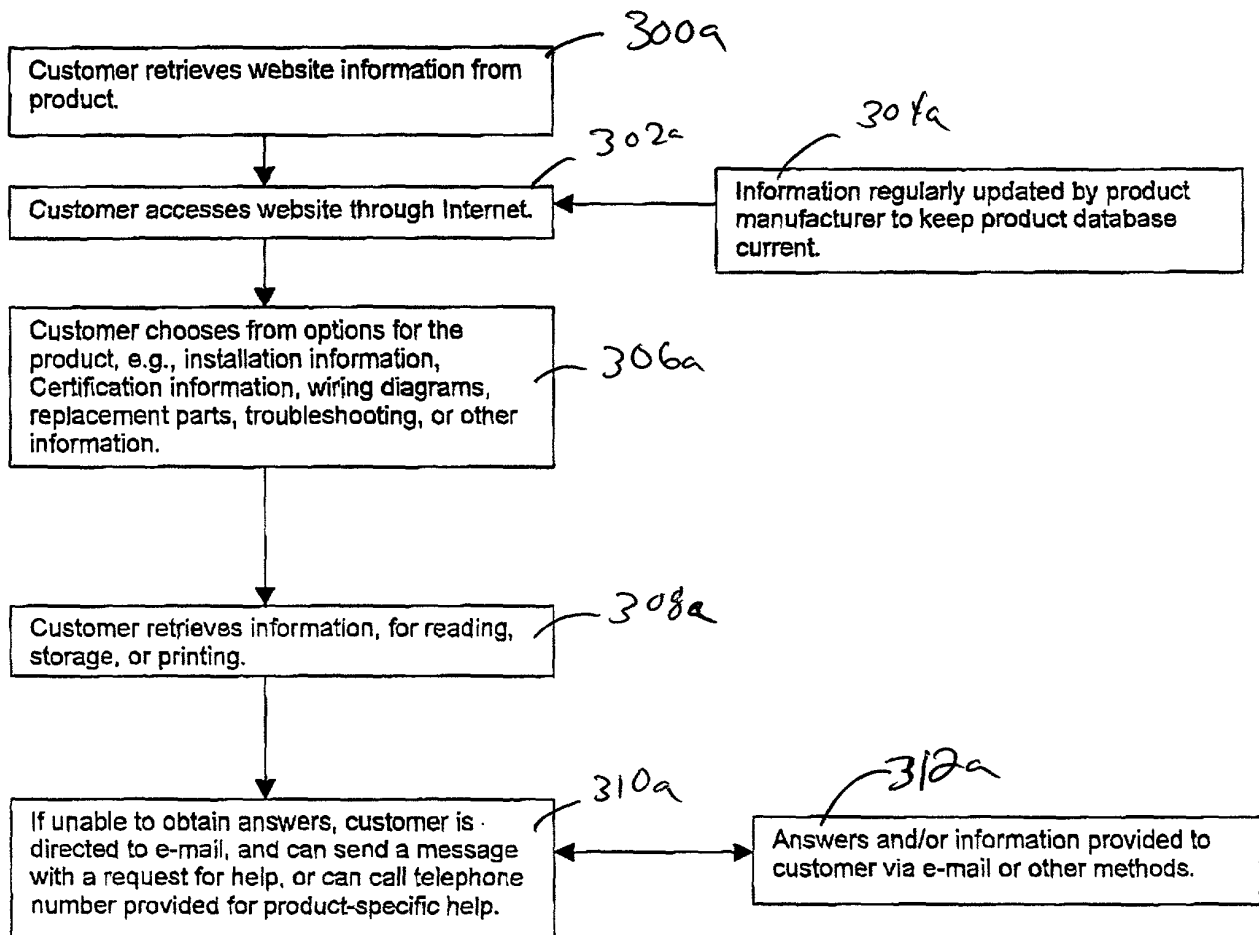 300a
Customer retrieves website information from
product.
302a
304a
Customer accesses website through Internet.
Information regularly updated by product
manufacturer to keep product database
current.
Customer chooses from options for the
product, e.g., installation information,
Certification information, wiring diagrams,
replacement parts, troubleshooting, or other
information.
306a
Customer retrieves information, for reading,
storage, or printing.
308a
310a
312a
If unable to obtain answers, customer is
directed to e-mail, and can send a message
with a request for help, or can call telephone
number provided for product-specific help.
Answers and/or information provided to
customer via e-mail or other methods.